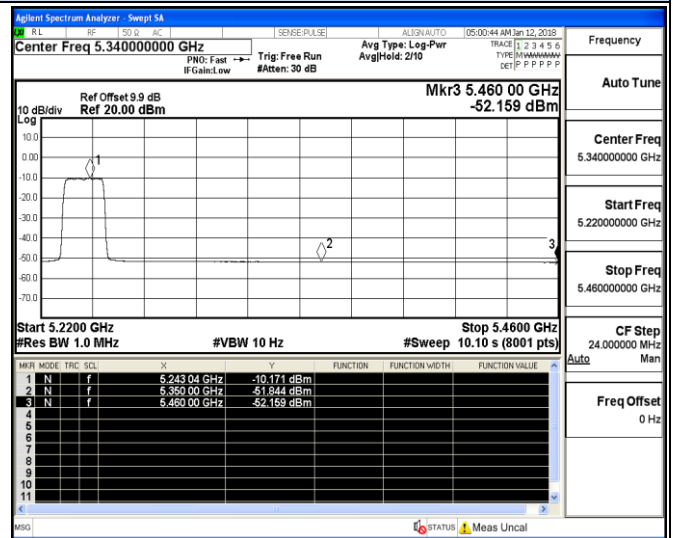 Agilent Spectrum Analyzer - Swept SA
RL RF 50 Ω AC SENSE:PULSE ALIGN AUTO 05:00:44 AM Jan 12, 2018
Center Freq 5.340000000 GHz
PNO: Fast
IFGain:Low
Trig: Free Run
#Atten: 30 dB
Avg Type: Log-Pwr
Avg|Hold: 2/10
TRACE 1 2 3 4 5 6
TYPE MWWWWW
DET P P P P P P
Mkr3 5.460 00 GHz
-52.159 dBm
Ref Offset 9.9 dB
10 dB/div Ref 20.00 dBm
Log
10.0
0.00
-10.0
-20.0
-30.0
-40.0
-50.0
-60.0
-70.0
1
2
3
Start 5.2200 GHz Stop 5.4600 GHz
#Res BW 1.0 MHz #VBW 10 Hz #Sweep 10.10 s (8001 pts)
MKR MODE TRC SCL X Y FUNCTION FUNCTION WIDTH FUNCTION VALUE
1 N f 5.243 04 GHz -10.171 dBm
2 N f 5.350 00 GHz -51.844 dBm
3 N f 5.460 00 GHz -52.159 dBm
4
5
6
7
8
9
10
11
MSG STATUS Meas Uncal
Frequency
Auto Tune
Center Freq
5.340000000 GHz
Start Freq
5.220000000 GHz
Stop Freq
5.460000000 GHz
CF Step
24.000000 MHz
Auto Man
Freq Offset
0 Hz